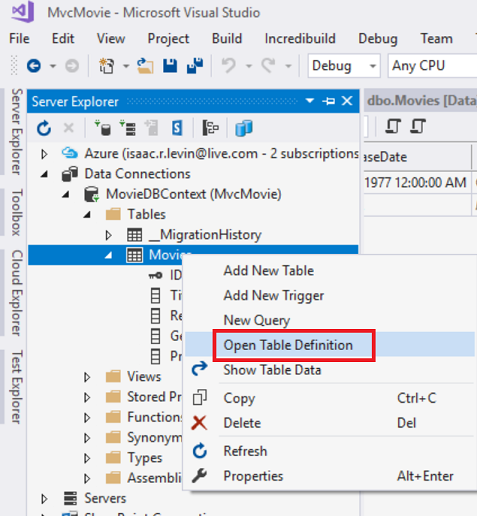 MvcMovie - Microsoft Visual Studio
File Edit View Project Build Incredibuild Debug Team
Debug Any CPU
Server Explorer
Toolbox
Cloud Explorer
Test Explorer
Server Explorer
dbo.Movies [Data
Azure (isaac.r.levin@live.com - 2 subscriptions
aseDate
Data Connections
1977 12:00:00 AM
MovieDBContext (MvcMovie)
Tables
__MigrationHistory
Movies
ID
Tit
Re
Ge
Pr
Views
Stored Pr
Functions
Synonym
Types
Assemblie
Servers
Add New Table
Add New Trigger
New Query
Open Table Definition
Show Table Data
Copy Ctrl+C
Delete Del
Refresh
Properties Alt+Enter